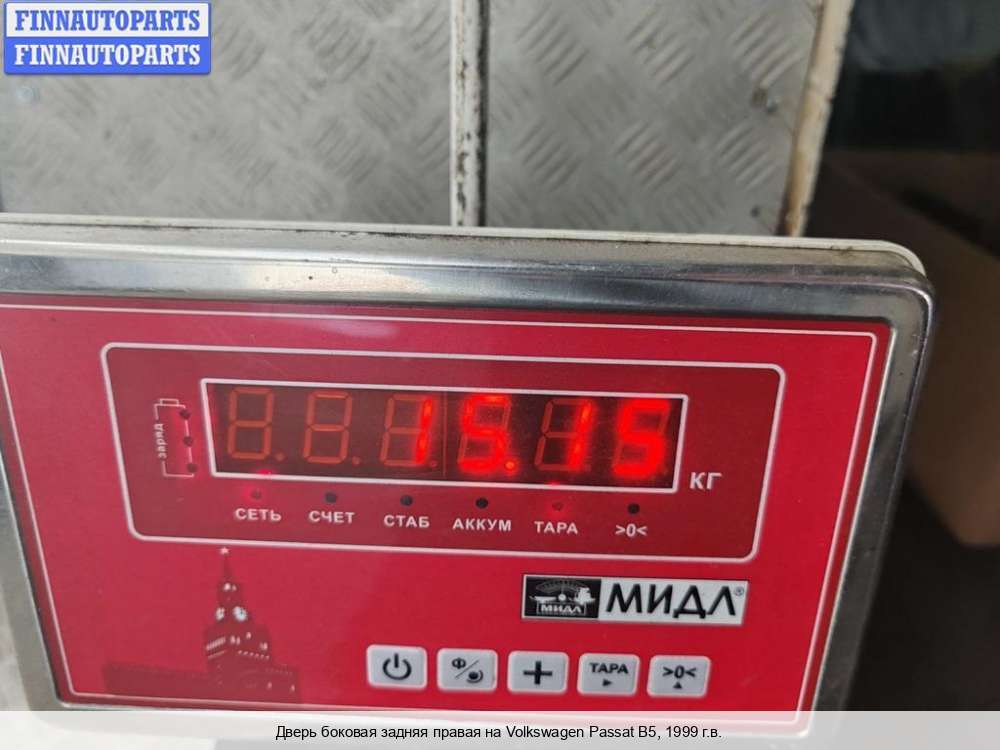 FINNAUTOPARTS
FINNAUTOPARTS
заряд
15.15
КГ
СЕТЬ СЧЕТ СТАБ АККУМ ТАРА >0<
МИДЛ МИДЛ®
Ф/ + ТАРА >0<
Дверь боковая задняя правая на Volkswagen Passat B5, 1999 г.в.